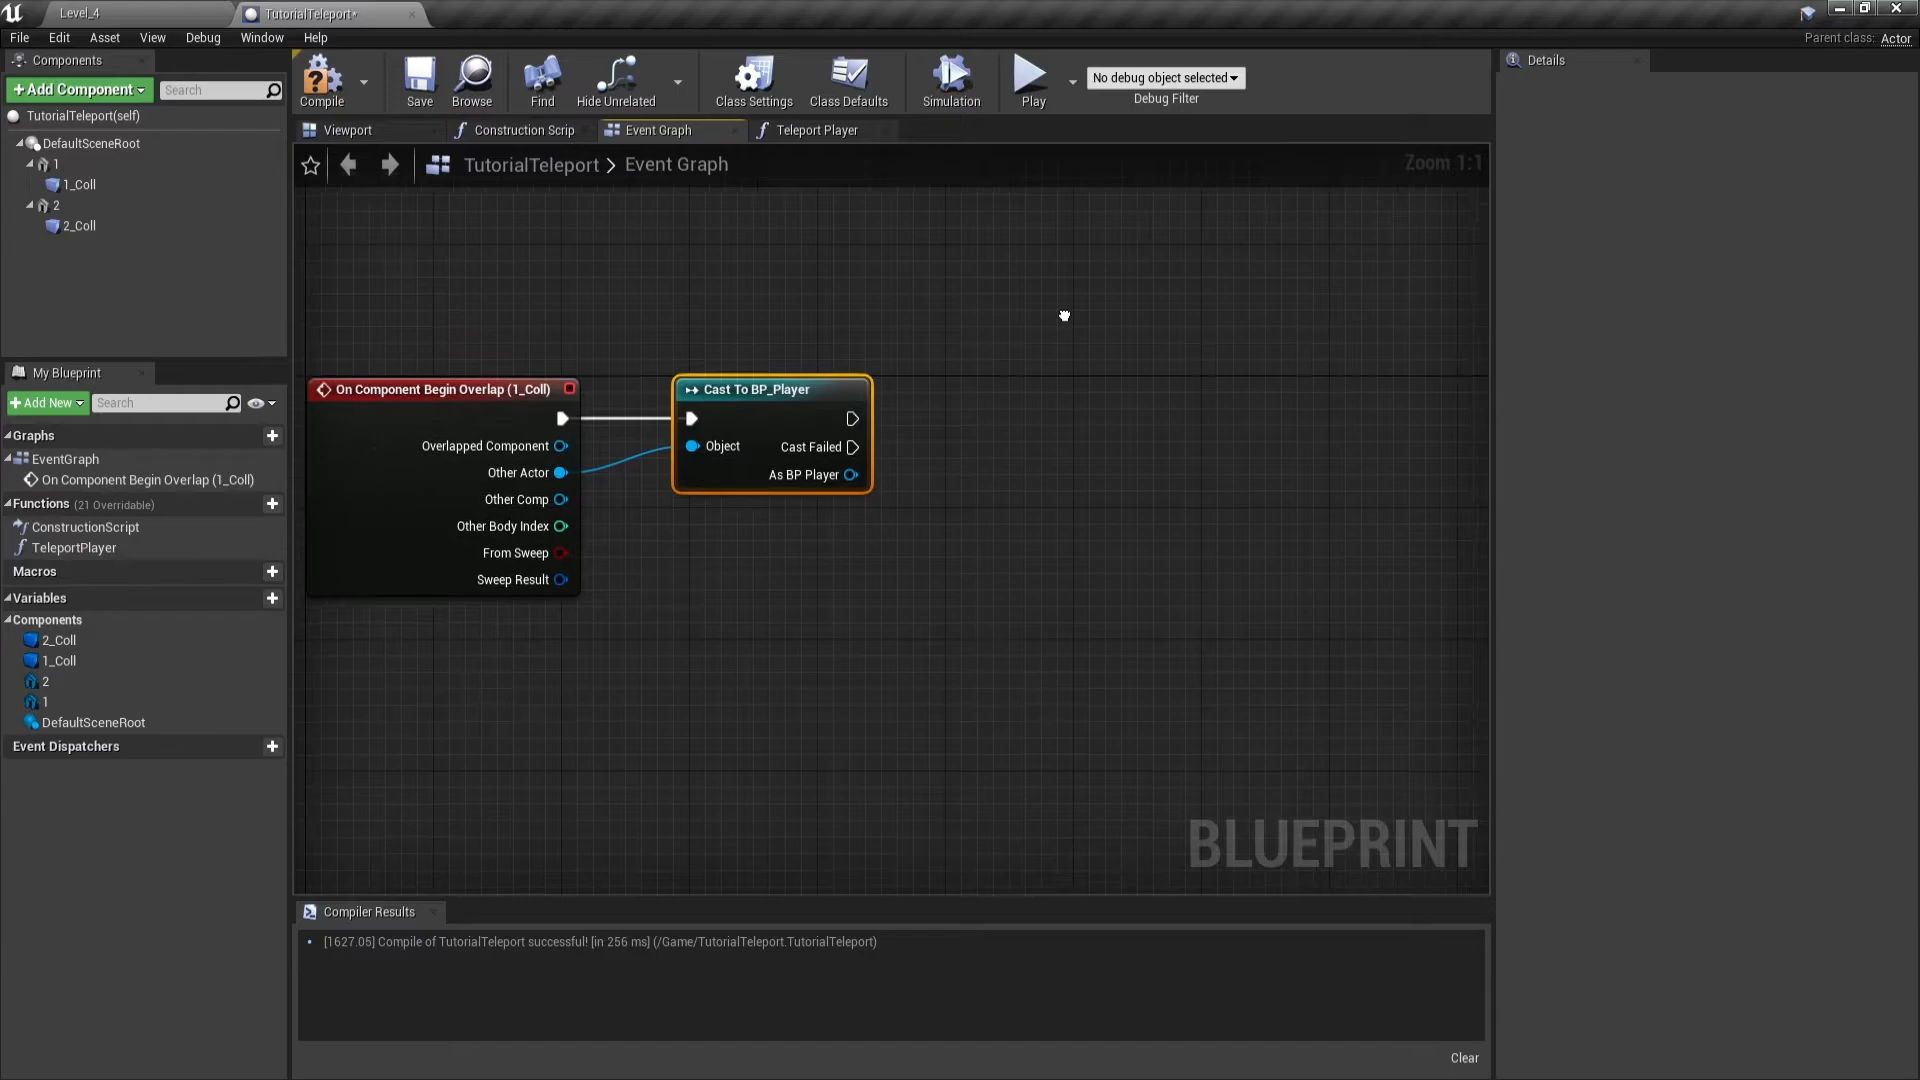 Level_4
TutorialTeleport*
File Edit Asset View Debug Window Help
Parent class: Actor
Components
+Add Component
Search
TutorialTeleport(self)
DefaultSceneRoot
1
1_Coll
2
2_Coll
Compile
Save
Browse
Find
Hide Unrelated
Class Settings
Class Defaults
Simulation
Play
No debug object selected
Debug Filter
Details
Viewport
Construction Scrip
Event Graph
Teleport Player
TutorialTeleport > Event Graph
Zoom 1:1
On Component Begin Overlap (1_Coll)
Overlapped Component
Other Actor
Other Comp
Other Body Index
From Sweep
Sweep Result
Cast To BP_Player
Object
Cast Failed
As BP Player
BLUEPRINT
My Blueprint
+Add New
Search
Graphs
EventGraph
On Component Begin Overlap (1_Coll)
Functions (21 Overridable)
ConstructionScript
TeleportPlayer
Macros
Variables
Components
2_Coll
1_Coll
2
1
DefaultSceneRoot
Event Dispatchers
Compiler Results
[1627.05] Compile of TutorialTeleport successful! [in 256 ms] (/Game/TutorialTeleport.TutorialTeleport)
Clear